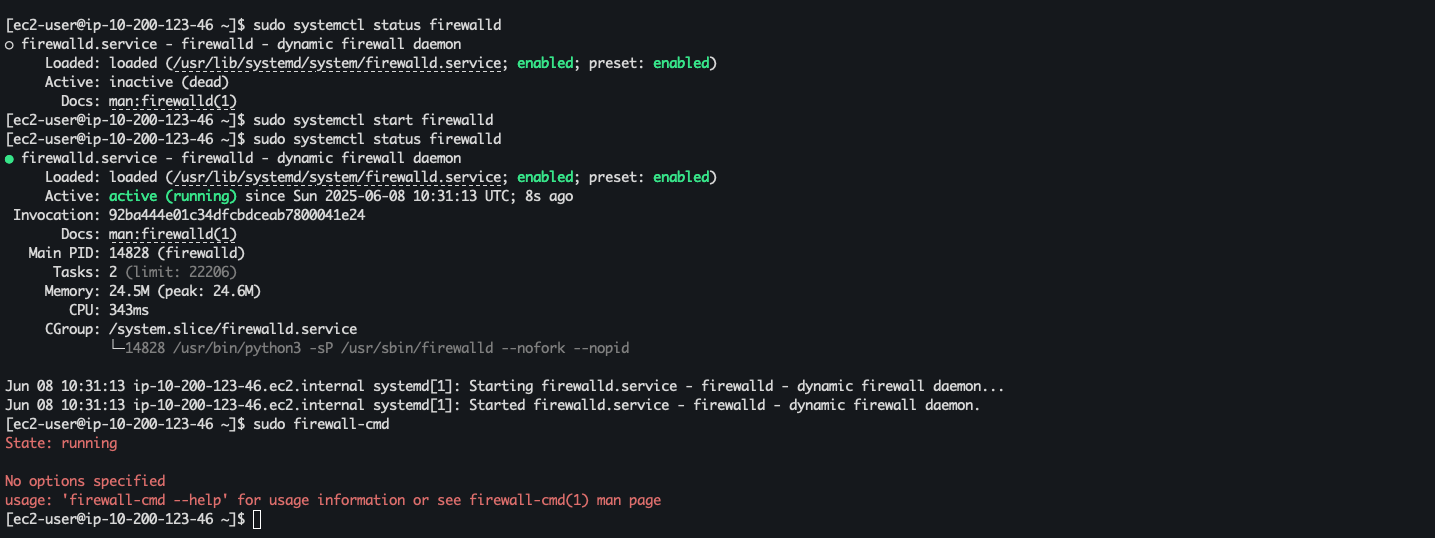 [ec2-user@ip-10-200-123-46 ~]$ sudo systemctl status firewalld
○ firewalld.service - firewalld - dynamic firewall daemon
     Loaded: loaded (/usr/lib/systemd/system/firewalld.service; enabled; preset: enabled)
     Active: inactive (dead)
       Docs: man:firewalld(1)
[ec2-user@ip-10-200-123-46 ~]$ sudo systemctl start firewalld
[ec2-user@ip-10-200-123-46 ~]$ sudo systemctl status firewalld
● firewalld.service - firewalld - dynamic firewall daemon
     Loaded: loaded (/usr/lib/systemd/system/firewalld.service; enabled; preset: enabled)
     Active: active (running) since Sun 2025-06-08 10:31:13 UTC; 8s ago
 Invocation: 92ba444e01c34dfcbdceab7800041e24
       Docs: man:firewalld(1)
   Main PID: 14828 (firewalld)
      Tasks: 2 (limit: 22206)
     Memory: 24.5M (peak: 24.6M)
        CPU: 343ms
     CGroup: /system.slice/firewalld.service
             └─14828 /usr/bin/python3 -sP /usr/sbin/firewalld --nofork --nopid
Jun 08 10:31:13 ip-10-200-123-46.ec2.internal systemd[1]: Starting firewalld.service - firewalld - dynamic firewall daemon...
Jun 08 10:31:13 ip-10-200-123-46.ec2.internal systemd[1]: Started firewalld.service - firewalld - dynamic firewall daemon.
[ec2-user@ip-10-200-123-46 ~]$ sudo firewall-cmd
State: running
No options specified
usage: 'firewall-cmd --help' for usage information or see firewall-cmd(1) man page
[ec2-user@ip-10-200-123-46 ~]$